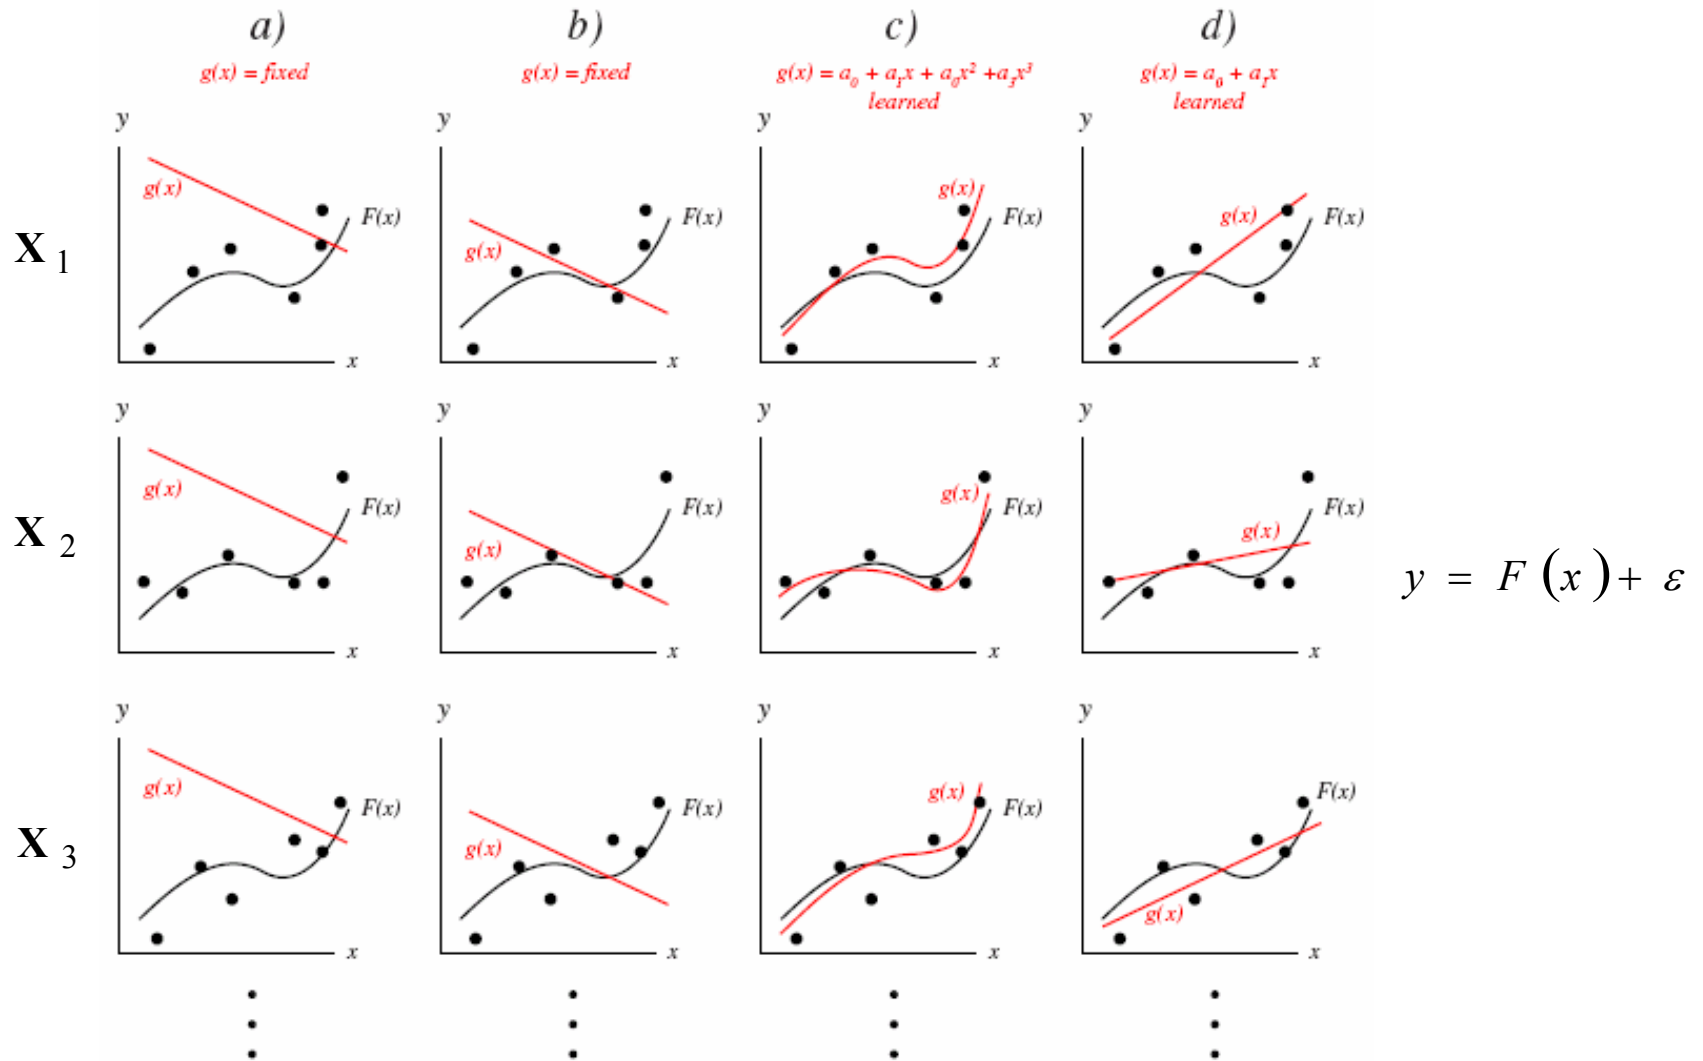 a) b) c) d)
g(x) = fixed g(x) = fixed g(x) = a₀ + a₁x + a₀x² +a₃x³ g(x) = a₀ + a₁x
learned learned
y y y y
g(x) F(x) g(x) F(x) g(x) F(x) g(x) F(x)
X 1
x x x x
y y y y
g(x) F(x) g(x) F(x) g(x) F(x) g(x) F(x)
X 2
y = F (x) + ε
x x x x
y y y y
g(x) F(x) g(x) F(x) g(x) F(x) g(x) F(x)
X 3
x x x x